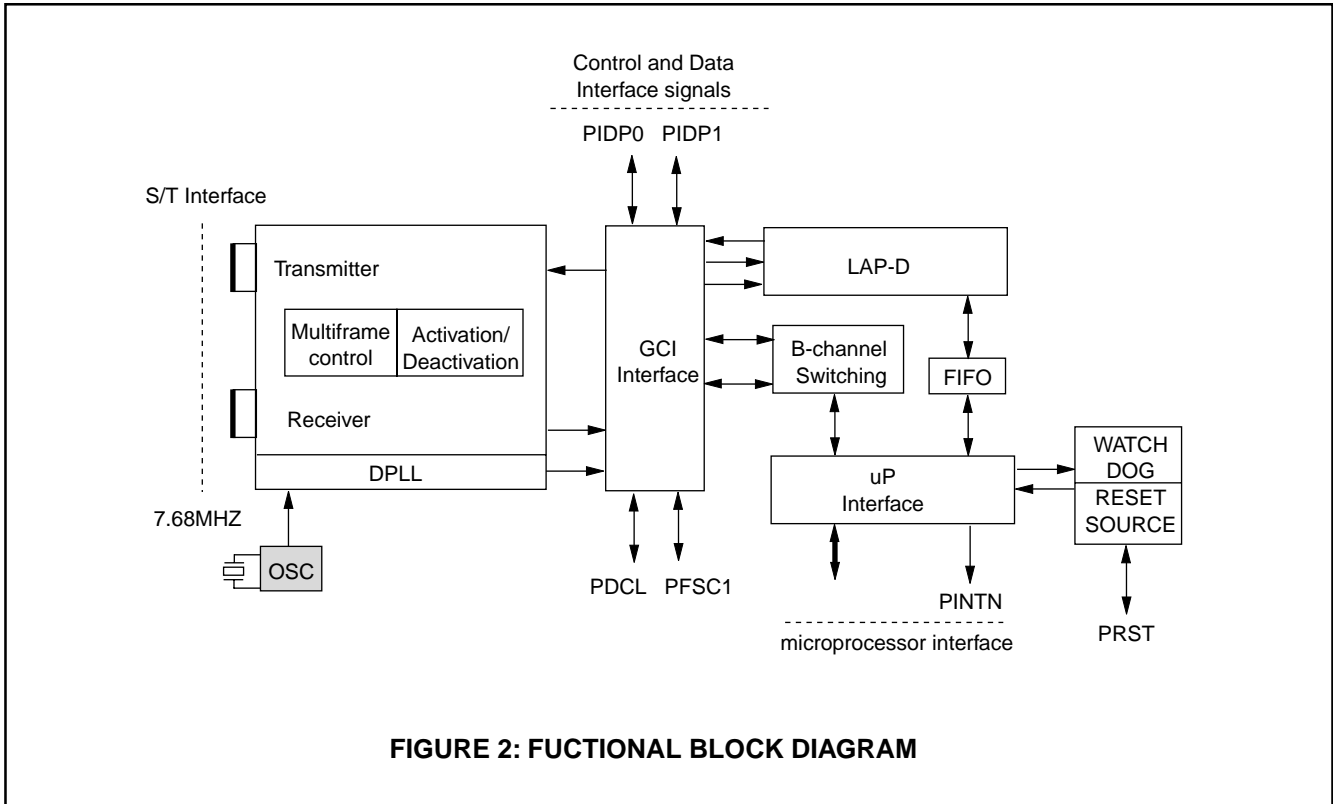 Control and Data
Interface signals
PIDP0 PIDP1
S/T Interface
Transmitter
Multiframe
control
Activation/
Deactivation
Receiver
DPLL
7.68MHZ
OSC
GCI
Interface
LAP-D
B-channel
Switching
FIFO
uP
Interface
WATCH
DOG
RESET
SOURCE
PDCL PFSC1
PINTN
PRST
microprocessor interface
FIGURE 2: FUCTIONAL BLOCK DIAGRAM